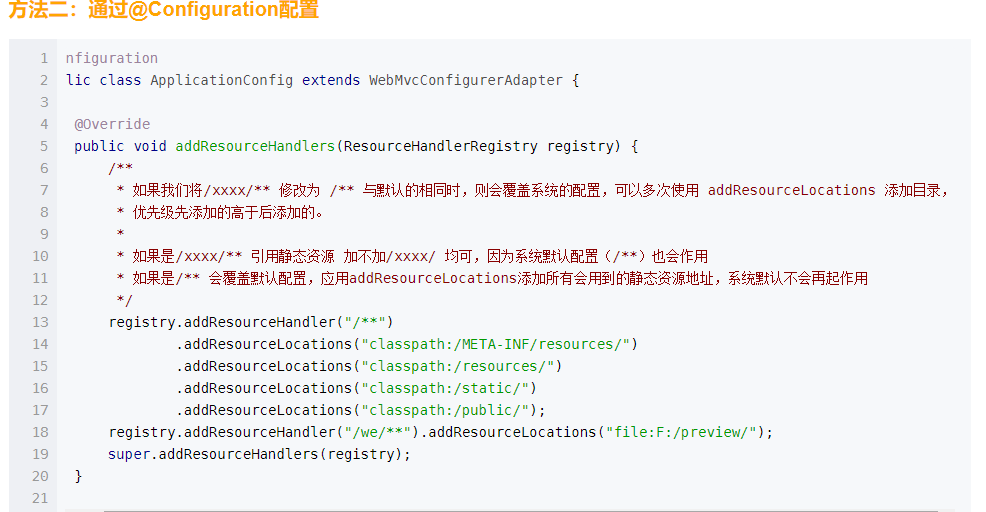 方法二：通过@Configuration配置
1 nfiguration
2 lic class ApplicationConfig extends WebMvcConfigurerAdapter {
3
4 @Override
5 public void addResourceHandlers(ResourceHandlerRegistry registry) {
6 /**
7 * 如果我们将/xxxx/** 修改为 /** 与默认的相同时，则会覆盖系统的配置，可以多次使用 addResourceLocations 添加目录，
8 * 优先级先添加的高于后添加的。
9 *
10 * 如果是/xxxx/** 引用静态资源 加不加/xxxx/ 均可，因为系统默认配置（/**）也会作用
11 * 如果是/** 会覆盖默认配置，应用addResourceLocations添加所有会用到的静态资源地址，系统默认不会再起作用
12 */
13 registry.addResourceHandler("/**")
14 .addResourceLocations("classpath:/META-INF/resources/")
15 .addResourceLocations("classpath:/resources/")
16 .addResourceLocations("classpath:/static/")
17 .addResourceLocations("classpath:/public/");
18 registry.addResourceHandler("/we/**").addResourceLocations("file:F:/preview/");
19 super.addResourceHandlers(registry);
20 }
21